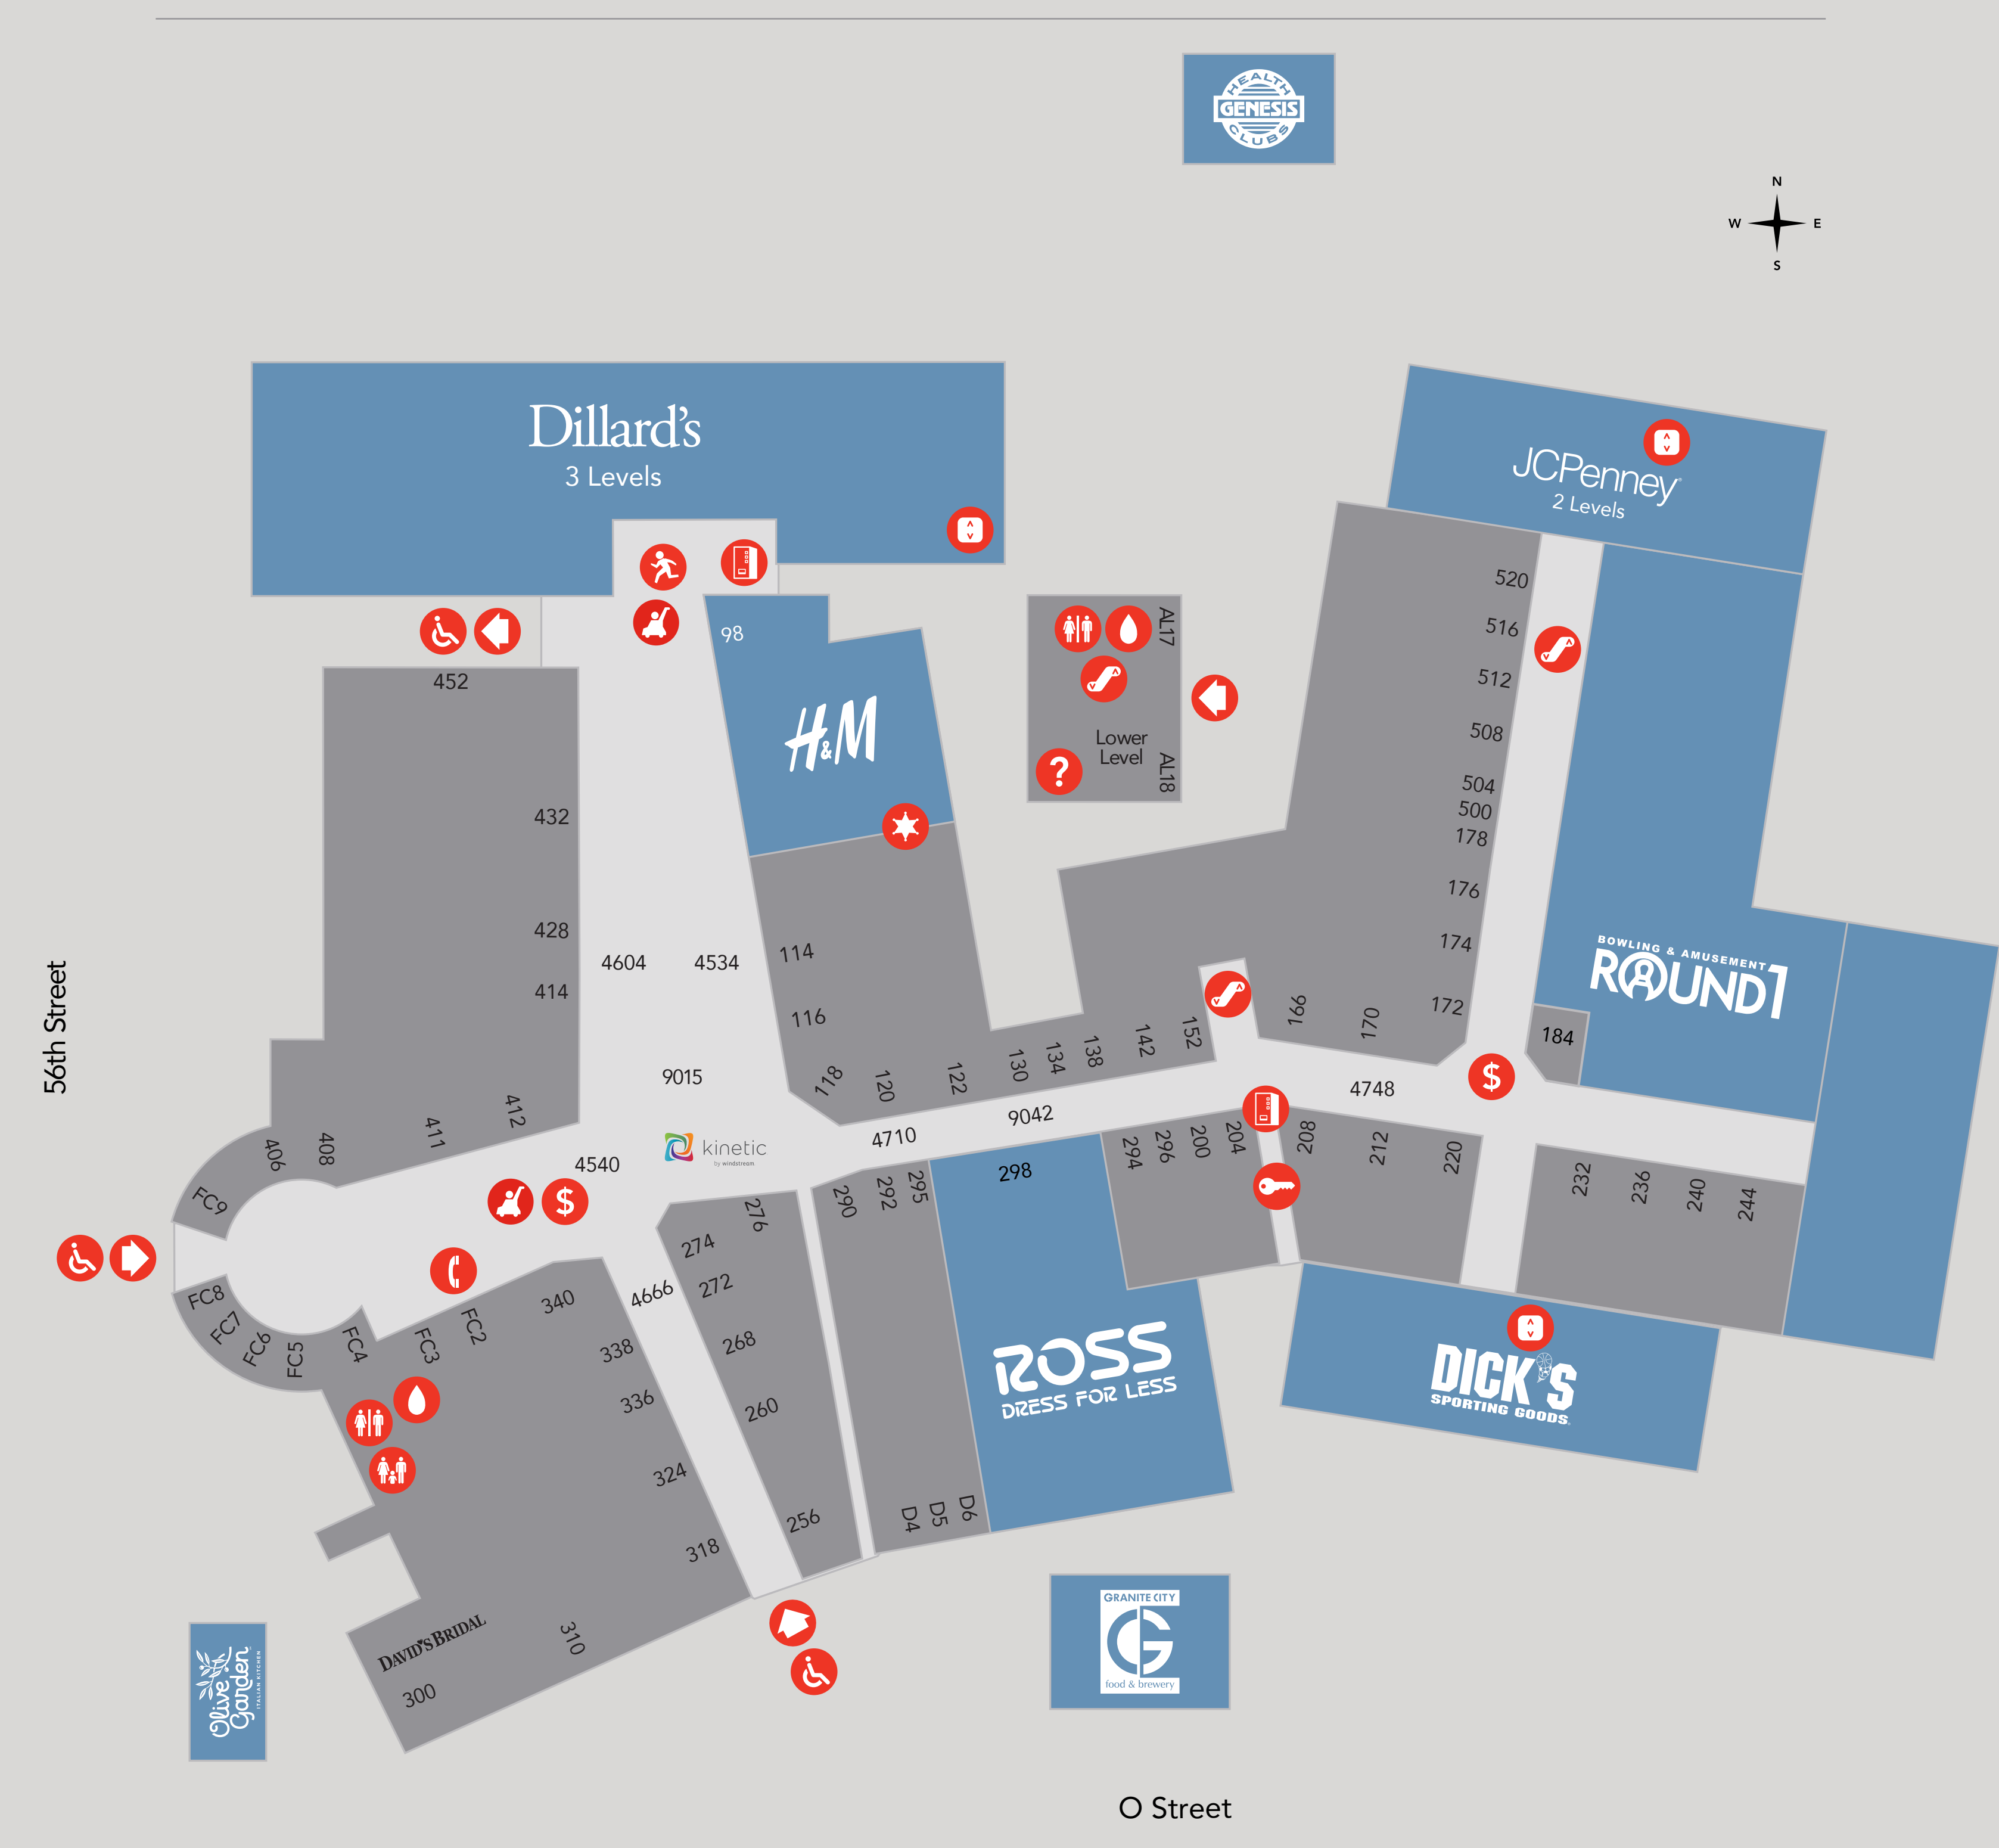 HEALTH
GENESIS
CLUBS
N
W E
S
Dillard's
3 Levels
JCPenney
2 Levels
98
H&M
AL17
Lower
Level
AL18
520
516
512
508
504
500
178
176
174
172
452
432
428
414
4604
4534
114
116
118
120
122
130
134
138
142
152
166
170
BOWLING & AMUSEMENT
ROUND1
184
56th Street
9015
kinetic
by windstream
4710
9042
4748
4540
406
408
411
412
FC9
FC8
FC7
FC6
FC5
FC4
FC3
FC2
340
338
336
324
318
310
4666
276
274
272
268
260
256
290
292
295
298
294
296
200
204
208
212
220
232
236
240
244
D4
D5
D6
ROSS
DRESS FOR LESS
DICK'S
SPORTING GOODS
DAVID'S BRIDAL
300
Olive
Garden
ITALIAN KITCHEN
GRANITE CITY
food & brewery
O Street